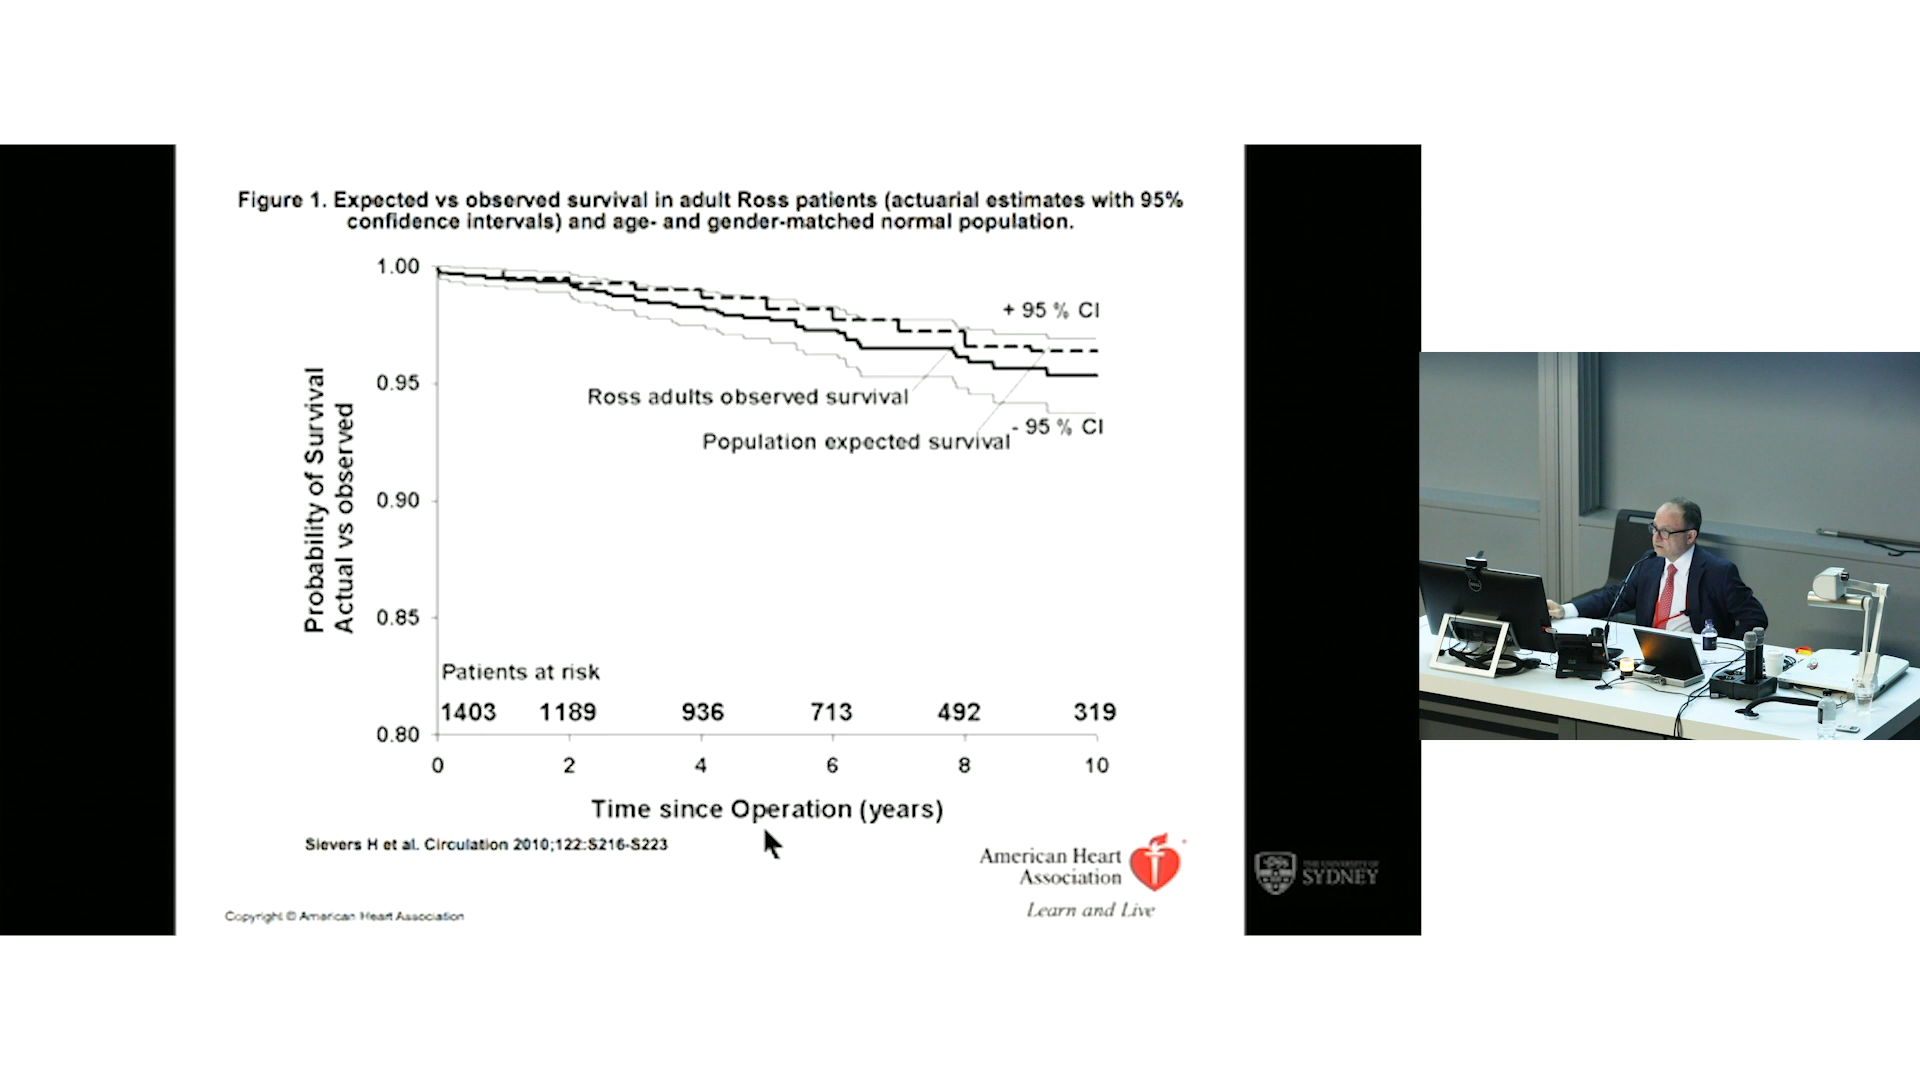 Figure 1. Expected vs observed survival in adult Ross patients (actuarial estimates with 95%
confidence intervals) and age- and gender-matched normal population.
1.00
0.95
0.90
0.85
0.80
Probability of Survival
Actual vs observed
+ 95 % CI
Ross adults observed survival
- 95 % CI
Population expected survival
Patients at risk
1403 1189 936 713 492 319
0 2 4 6 8 10
Time since Operation (years)
Sievers H et al. Circulation 2010;122:S216-S223
American Heart
Association
Learn and Live
Copyright © American Heart Association
THE UNIVERSITY OF
SYDNEY